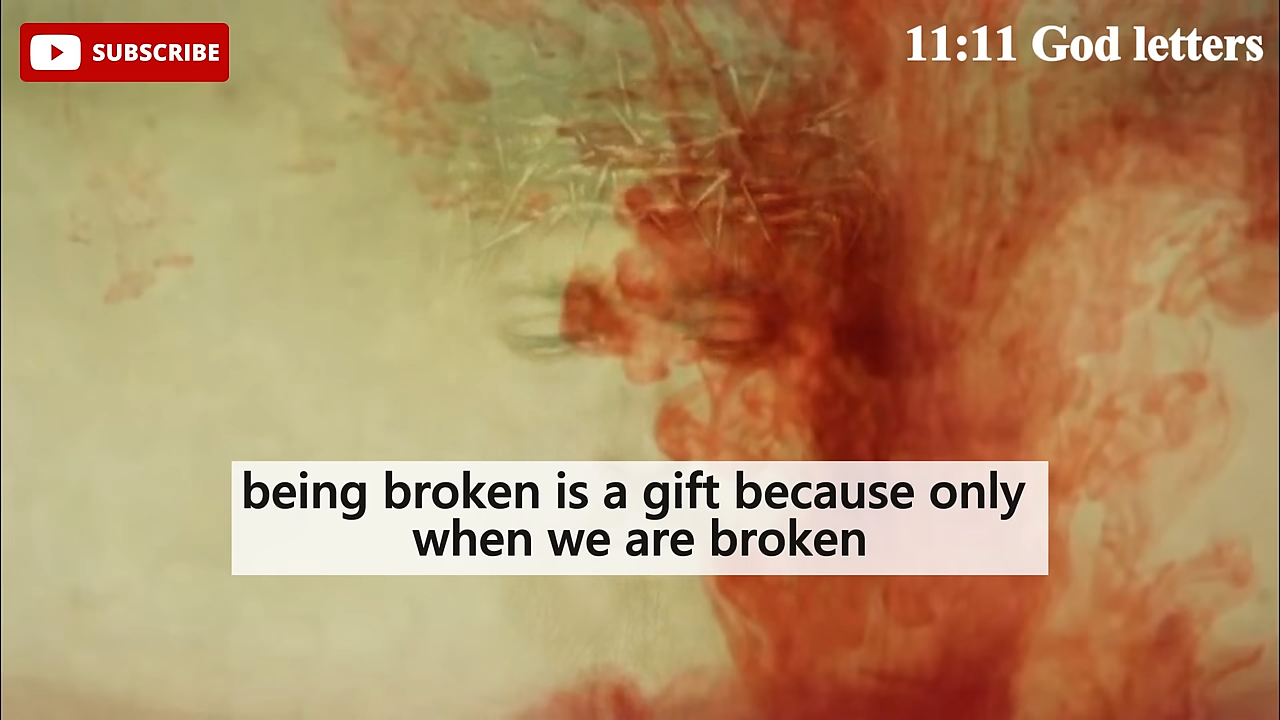 SUBSCRIBE
11:11 God letters
being broken is a gift because only
when we are broken